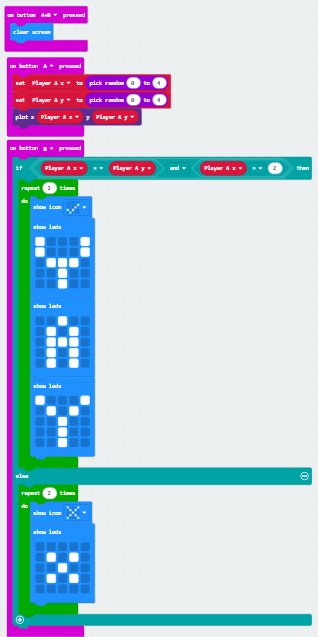 on button A+B pressed
clear screen
on button A pressed
set Player A x to pick random 0 to 4
set Player A y to pick random 0 to 4
plot x Player A x y Player A y
on button B pressed
if Player A x = Player A y and Player A x = 2 then
repeat 2 times
do show icon
show leds
show leds
show leds
else
repeat 2 times
do show icon
show leds